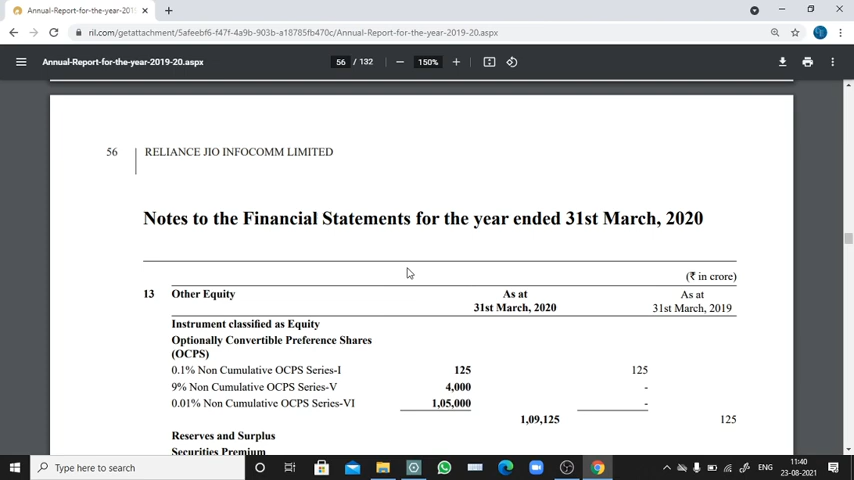 Annual-Report-for-the-year-201
ril.com/getattachment/5afeebf6-f47f-4a9b-903b-a18785fb470c/Annual-Report-for-the-year-2019-20.aspx
Annual-Report-for-the-year-2019-20.aspx
56 / 132
150%
56 RELIANCE JIO INFOCOMM LIMITED
Notes to the Financial Statements for the year ended 31st March, 2020
(₹ in crore)
13 Other Equity As at As at
31st March, 2020 31st March, 2019
Instrument classified as Equity
Optionally Convertible Preference Shares
(OCPS)
0.1% Non Cumulative OCPS Series-I 125 125
9% Non Cumulative OCPS Series-V 4,000 -
0.01% Non Cumulative OCPS Series-VI 1,05,000 -
1,09,125 125
Reserves and Surplus
Securities Premium
Type here to search
ENG
11:40
23-08-2021